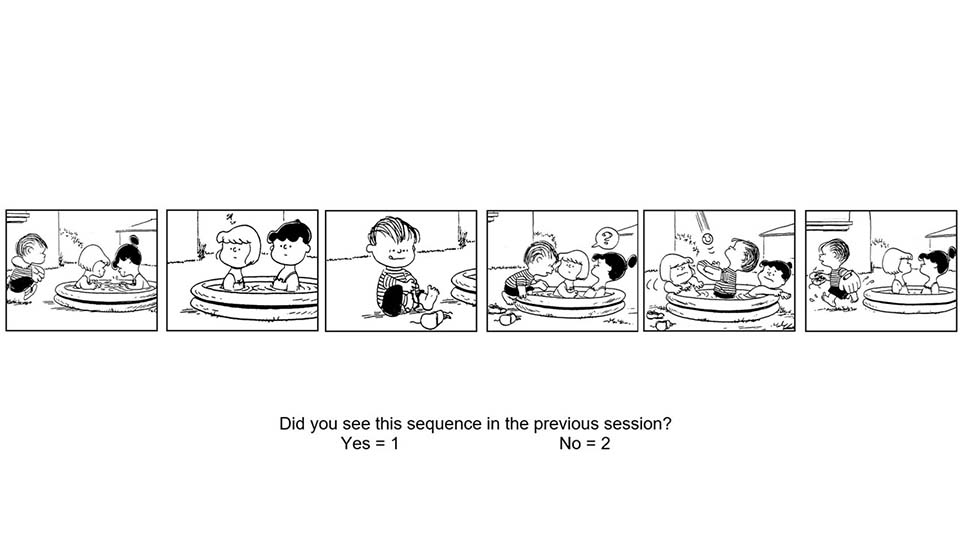 ?
Did you see this sequence in the previous session?
Yes = 1 No = 2